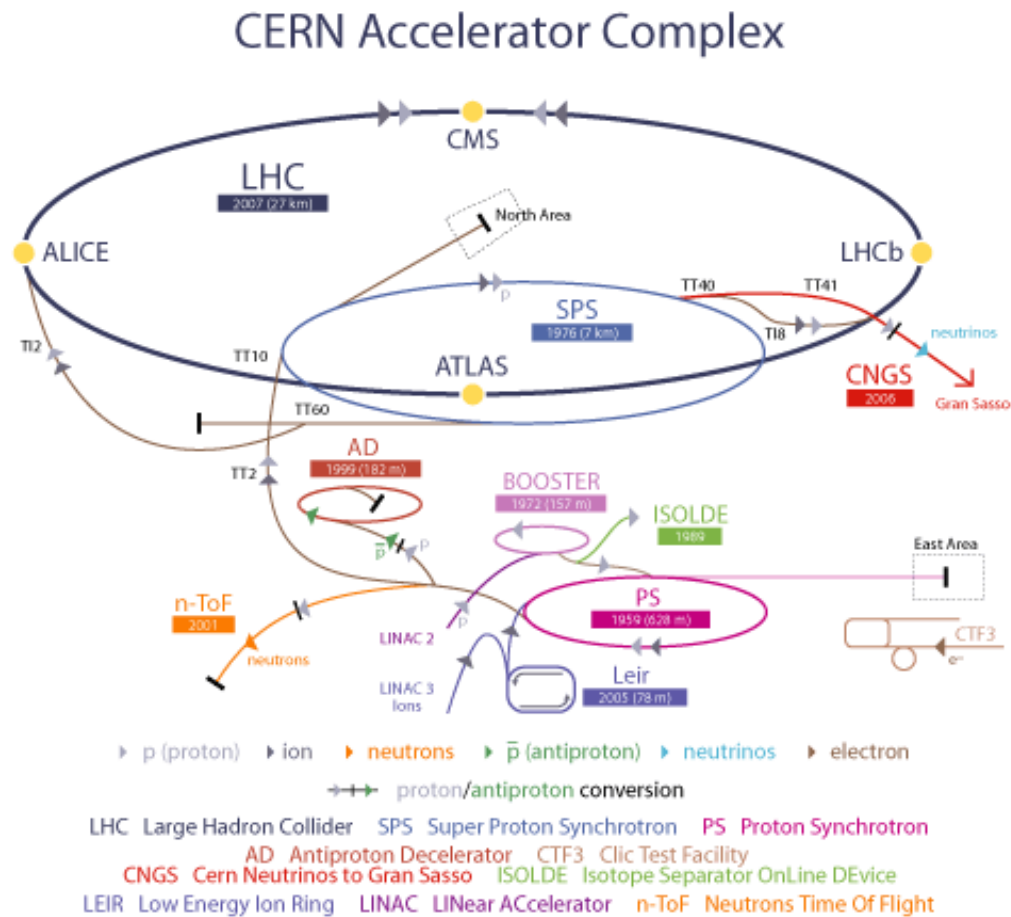 CERN Accelerator Complex
CMS
LHC
2007 (27 km)
North Area
ALICE
LHCb
p
SPS
1976 (7 km)
TT40
TT41
TI8
neutrinos
TI2
TT10
ATLAS
CNGS
2006
Gran Sasso
TT60
TT2
AD
1999 (182 m)
BOOSTER
1972 (157 m)
ISOLDE
1989
p̅
p
East Area
n-ToF
2001
neutrons
LINAC 2
p
PS
1959 (628 m)
CTF3
e⁻
LINAC 3
Ions
Leir
2005 (78 m)
p (proton) ion neutrons p̅ (antiproton) neutrinos electron
proton/antiproton conversion
LHC Large Hadron Collider SPS Super Proton Synchrotron PS Proton Synchrotron
AD Antiproton Decelerator CTF3 Clic Test Facility
CNGS Cern Neutrinos to Gran Sasso ISOLDE Isotope Separator OnLine DEvice
LEIR Low Energy Ion Ring LINAC LINear ACcelerator n-ToF Neutrons Time Of Flight